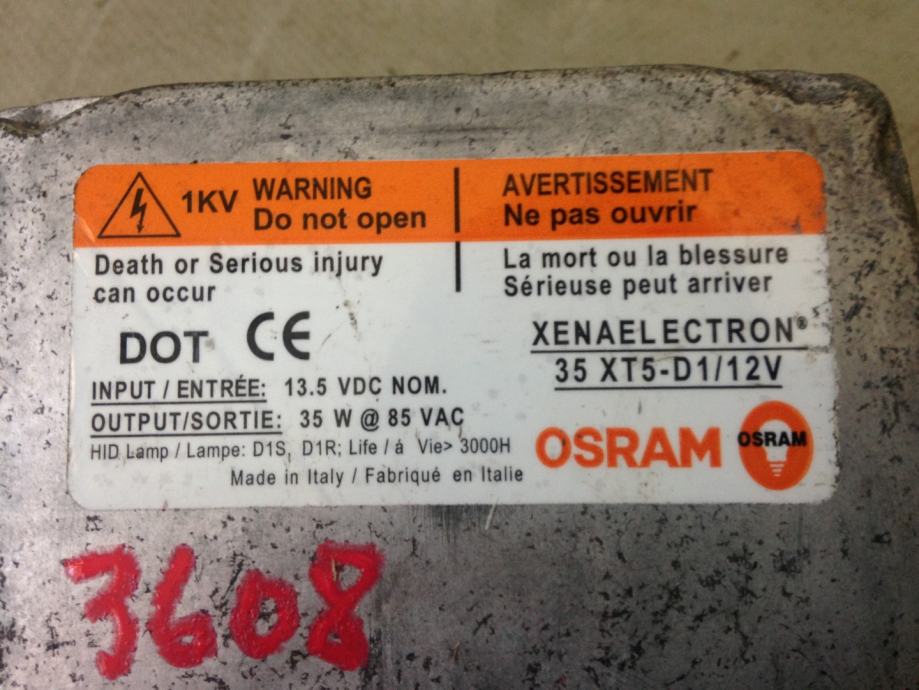 1KV WARNING
Do not open
AVERTISSEMENT
Ne pas ouvrir
Death or Serious injury
can occur
La mort ou la blessure
Sérieuse peut arriver
DOT CE
XENAELECTRON®
35 XT5-D1/12V
INPUT / ENTRÉE: 13.5 VDC NOM.
OUTPUT/SORTIE: 35 W @ 85 VAC
HID Lamp / Lampe: D1S, D1R; Life / á Vie> 3000H
Made in Italy / Fabriqué en Italie
OSRAM
OSRAM
3608